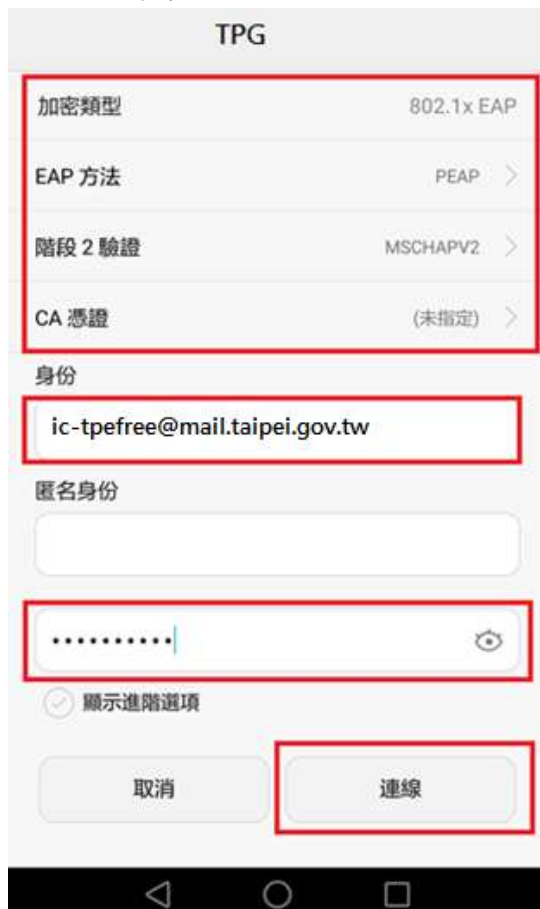 TPG
加密類型 802.1x EAP
EAP 方法 PEAP
階段 2 驗證 MSCHAPV2
CA 憑證 (未指定)
身份
ic-tpefree@mail.taipei.gov.tw
匿名身份
••••••••••
顯示進階選項
取消 連線